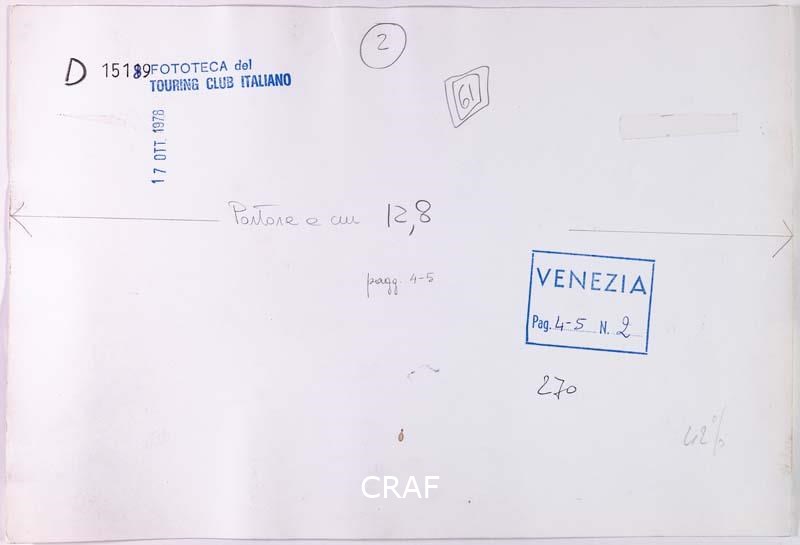 2
D 15189 FOTOTECA del
TOURING CLUB ITALIANO
17 OTT. 1978
61
Portare a cm 12,8
pagg. 4-5
VENEZIA
Pag. 4-5 N. 2
270
42%
CRAF